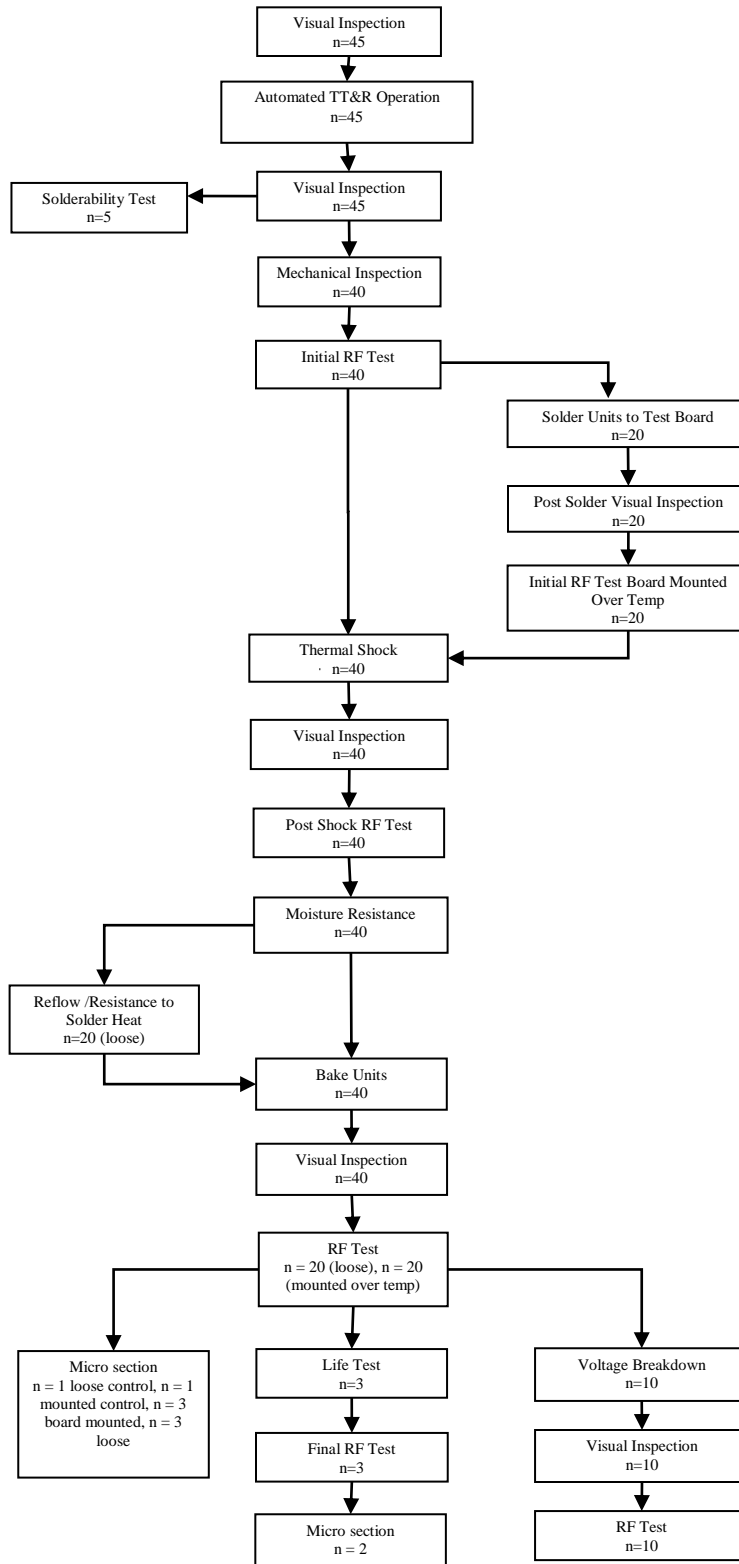 Visual Inspection
n=45
Automated TT&R Operation
n=45
Visual Inspection
n=45
Solderability Test
n=5
Mechanical Inspection
n=40
Initial RF Test
n=40
Solder Units to Test Board
n=20
Post Solder Visual Inspection
n=20
Initial RF Test Board Mounted
Over Temp
n=20
Thermal Shock
n=40
Visual Inspection
n=40
Post Shock RF Test
n=40
Moisture Resistance
n=40
Reflow /Resistance to
Solder Heat
n=20 (loose)
Bake Units
n=40
Visual Inspection
n=40
RF Test
n = 20 (loose), n = 20
(mounted over temp)
Micro section
n = 1 loose control, n = 1
mounted control, n = 3
board mounted, n = 3
loose
Life Test
n=3
Final RF Test
n=3
Micro section
n = 2
Voltage Breakdown
n=10
Visual Inspection
n=10
RF Test
n=10